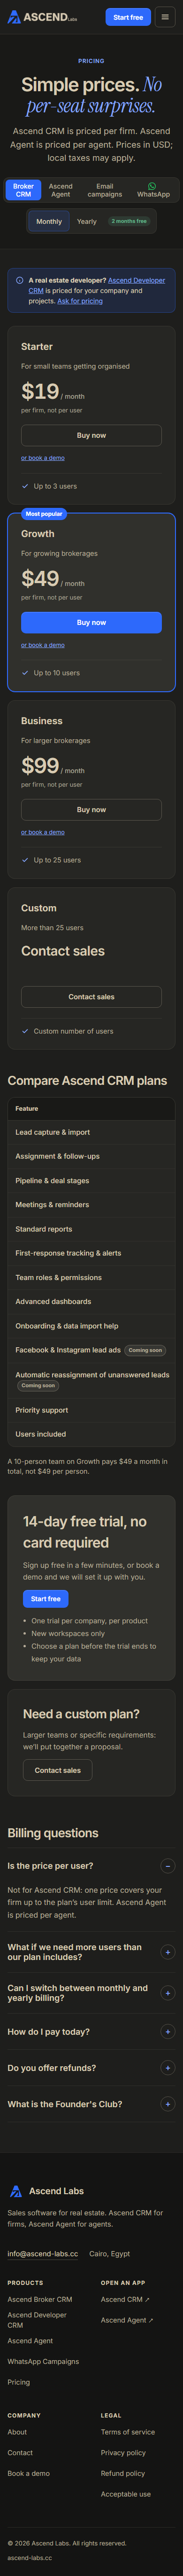 ASCEND Labs
Start free
PRICING
Simple prices. No
per-seat surprises.
Ascend CRM is priced per firm. Ascend
Agent is priced per agent. Prices in USD;
local taxes may apply.
Broker CRM
Ascend Agent
Email campaigns
WhatsApp
Monthly
Yearly
2 months free
A real estate developer? Ascend Developer
CRM is priced for your company and
projects. Ask for pricing
Starter
For small teams getting organised
$19 / month
per firm, not per user
Buy now
or book a demo
Up to 3 users
Most popular
Growth
For growing brokerages
$49 / month
per firm, not per user
Buy now
or book a demo
Up to 10 users
Business
For larger brokerages
$99 / month
per firm, not per user
Buy now
or book a demo
Up to 25 users
Custom
More than 25 users
Contact sales
Contact sales
Custom number of users
Compare Ascend CRM plans
Feature
Lead capture & import
Assignment & follow-ups
Pipeline & deal stages
Meetings & reminders
Standard reports
First-response tracking & alerts
Team roles & permissions
Advanced dashboards
Onboarding & data import help
Facebook & Instagram lead ads Coming soon
Automatic reassignment of unanswered leads
Coming soon
Priority support
Users included
A 10-person team on Growth pays $49 a month in
total, not $49 per person.
14-day free trial, no
card required
Sign up free in a few minutes, or book a
demo and we will set it up with you.
Start free
• One trial per company, per product
• New workspaces only
• Choose a plan before the trial ends to
keep your data
Need a custom plan?
Larger teams or specific requirements:
we'll put together a proposal.
Contact sales
Billing questions
Is the price per user?
Not for Ascend CRM: one price covers your
firm up to the plan's user limit. Ascend Agent
is priced per agent.
What if we need more users than
our plan includes?
Can I switch between monthly and
yearly billing?
How do I pay today?
Do you offer refunds?
What is the Founder's Club?
Ascend Labs
Sales software for real estate. Ascend CRM for
firms, Ascend Agent for agents.
info@ascend-labs.cc
Cairo, Egypt
PRODUCTS
Ascend Broker CRM
Ascend Developer
CRM
Ascend Agent
WhatsApp Campaigns
Pricing
OPEN AN APP
Ascend CRM ↗
Ascend Agent ↗
COMPANY
About
Contact
Book a demo
LEGAL
Terms of service
Privacy policy
Refund policy
Acceptable use
© 2026 Ascend Labs. All rights reserved.
ascend-labs.cc